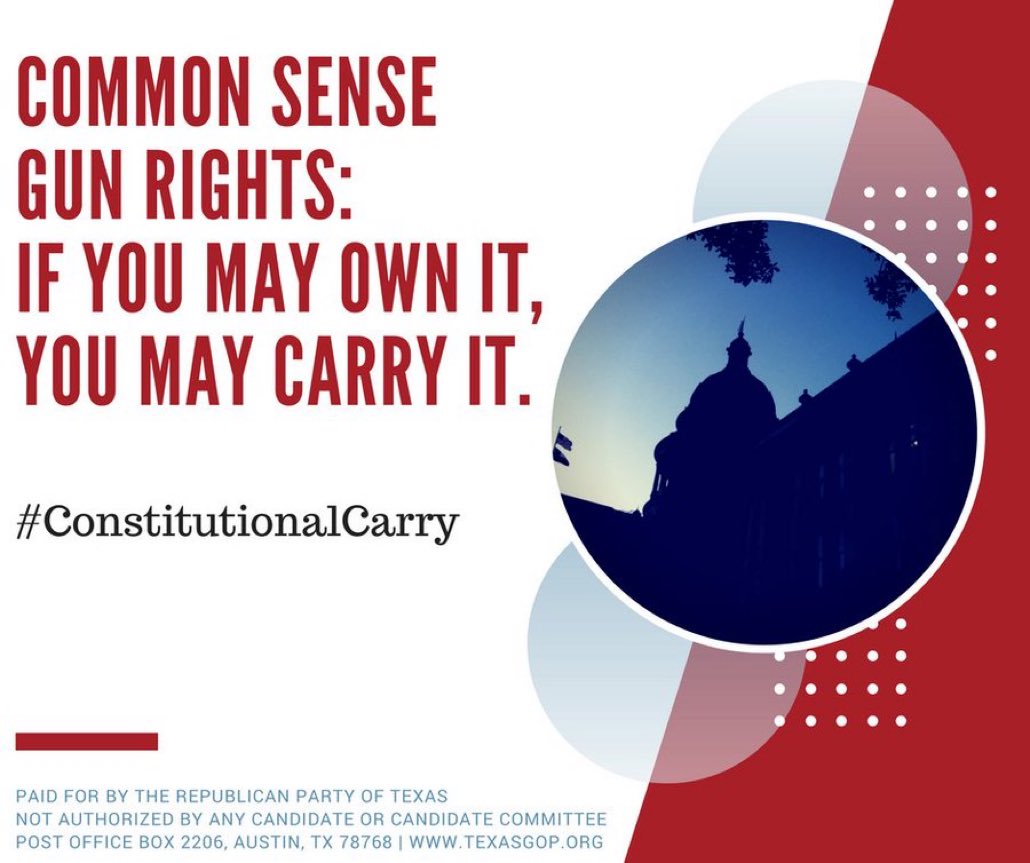 COMMON SENSE
GUN RIGHTS:
IF YOU MAY OWN IT,
YOU MAY CARRY IT.
#ConstitutionalCarry
PAID FOR BY THE REPUBLICAN PARTY OF TEXAS
NOT AUTHORIZED BY ANY CANDIDATE OR CANDIDATE COMMITTEE
POST OFFICE BOX 2206, AUSTIN, TX 78768 | WWW.TEXASGOP.ORG